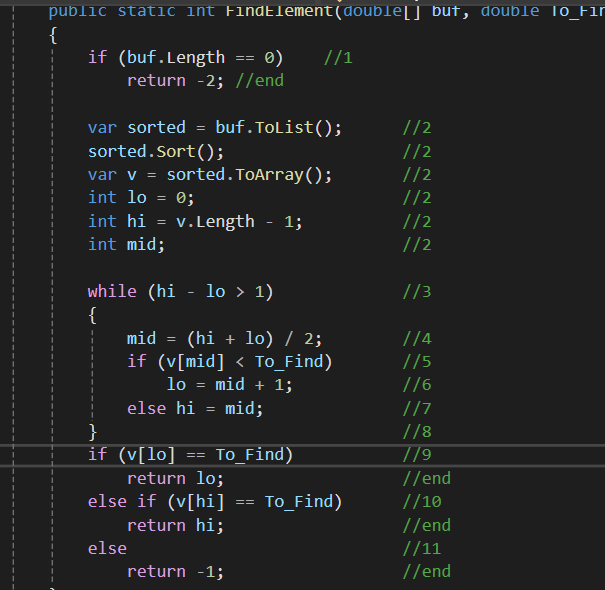 public static int FindElement(double[] buf, double To_Fin
{
if (buf.Length == 0) //1
return -2; //end
var sorted = buf.ToList(); //2
sorted.Sort(); //2
var v = sorted.ToArray(); //2
int lo = 0; //2
int hi = v.Length - 1; //2
int mid; //2
while (hi - lo > 1) //3
{
mid = (hi + lo) / 2; //4
if (v[mid] < To_Find) //5
lo = mid + 1; //6
else hi = mid; //7
} //8
if (v[lo] == To_Find) //9
return lo; //end
else if (v[hi] == To_Find) //10
return hi; //end
else //11
return -1; //end